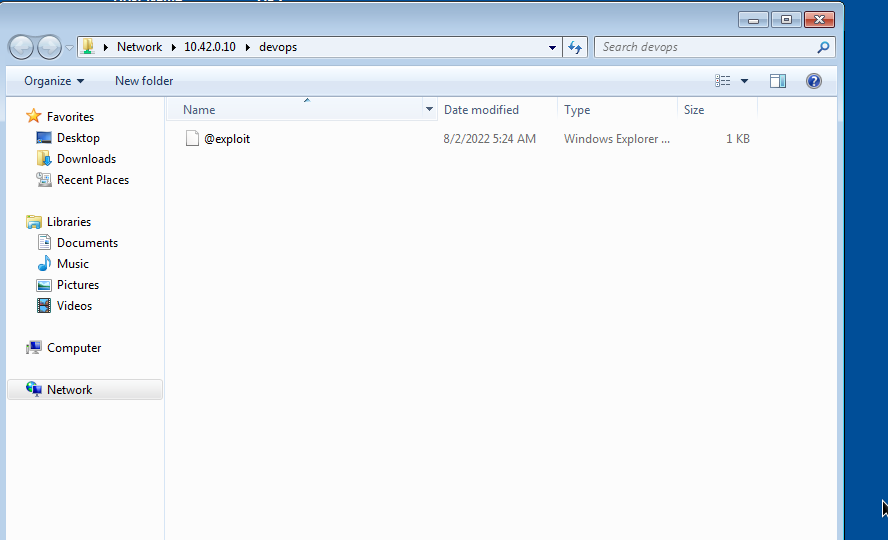 Network 10.42.0.10 devops Search devops
Organize New folder
Name Date modified Type Size
@exploit 8/2/2022 5:24 AM Windows Explorer ... 1 KB
Favorites
Desktop
Downloads
Recent Places
Libraries
Documents
Music
Pictures
Videos
Computer
Network